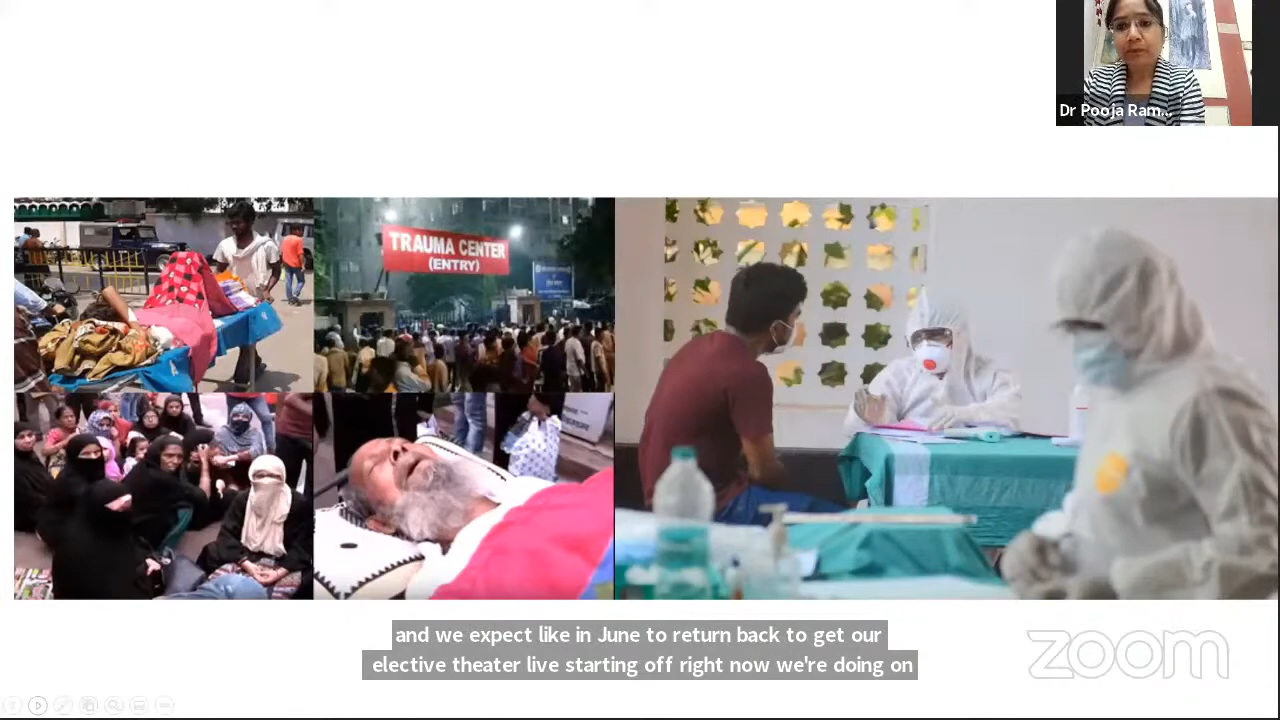 Dr Pooja Ram...
TRAUMA CENTER
(ENTRY)
and we expect like in June to return back to get our
elective theater live starting off right now we're doing on
zoom